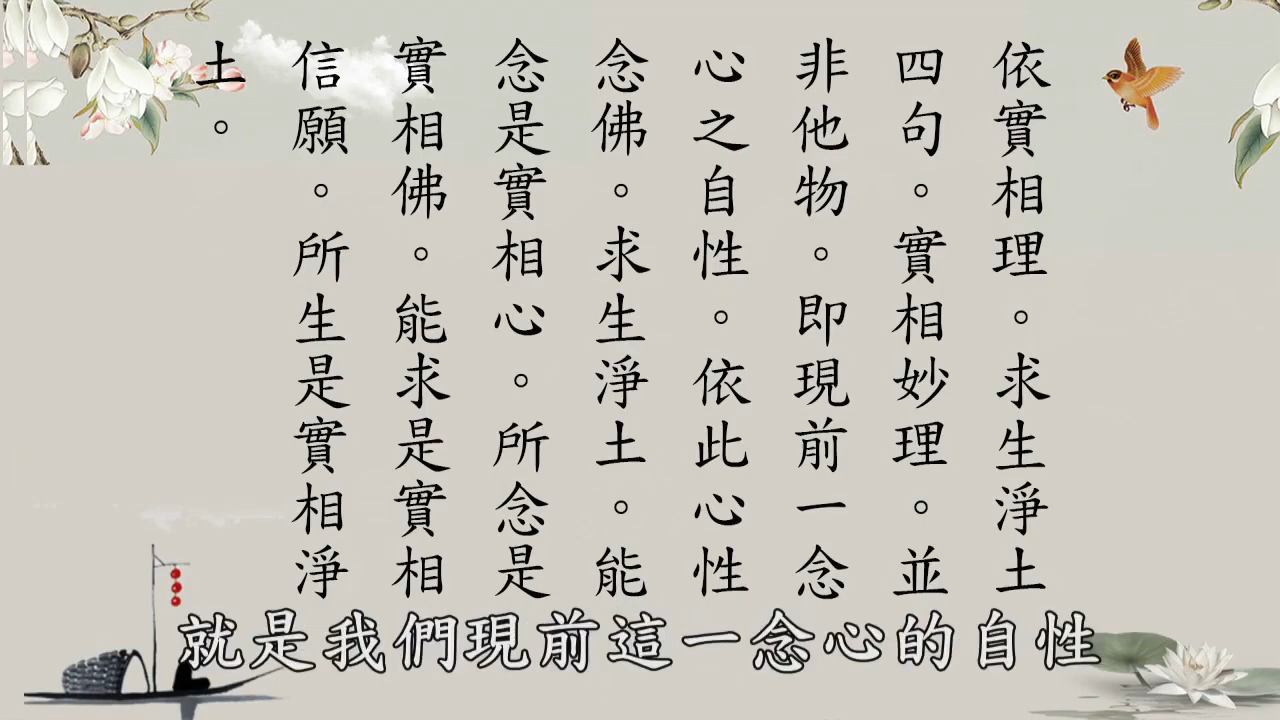 依實相理。求生淨土
四句。實相妙理。並
非他物。即現前一念
心之自性。依此心性
念佛。求生淨土。能
念是實相心。所念是
實相佛。能求是實相
信願。所生是實相淨
土。
就是我們現前這一念心的自性